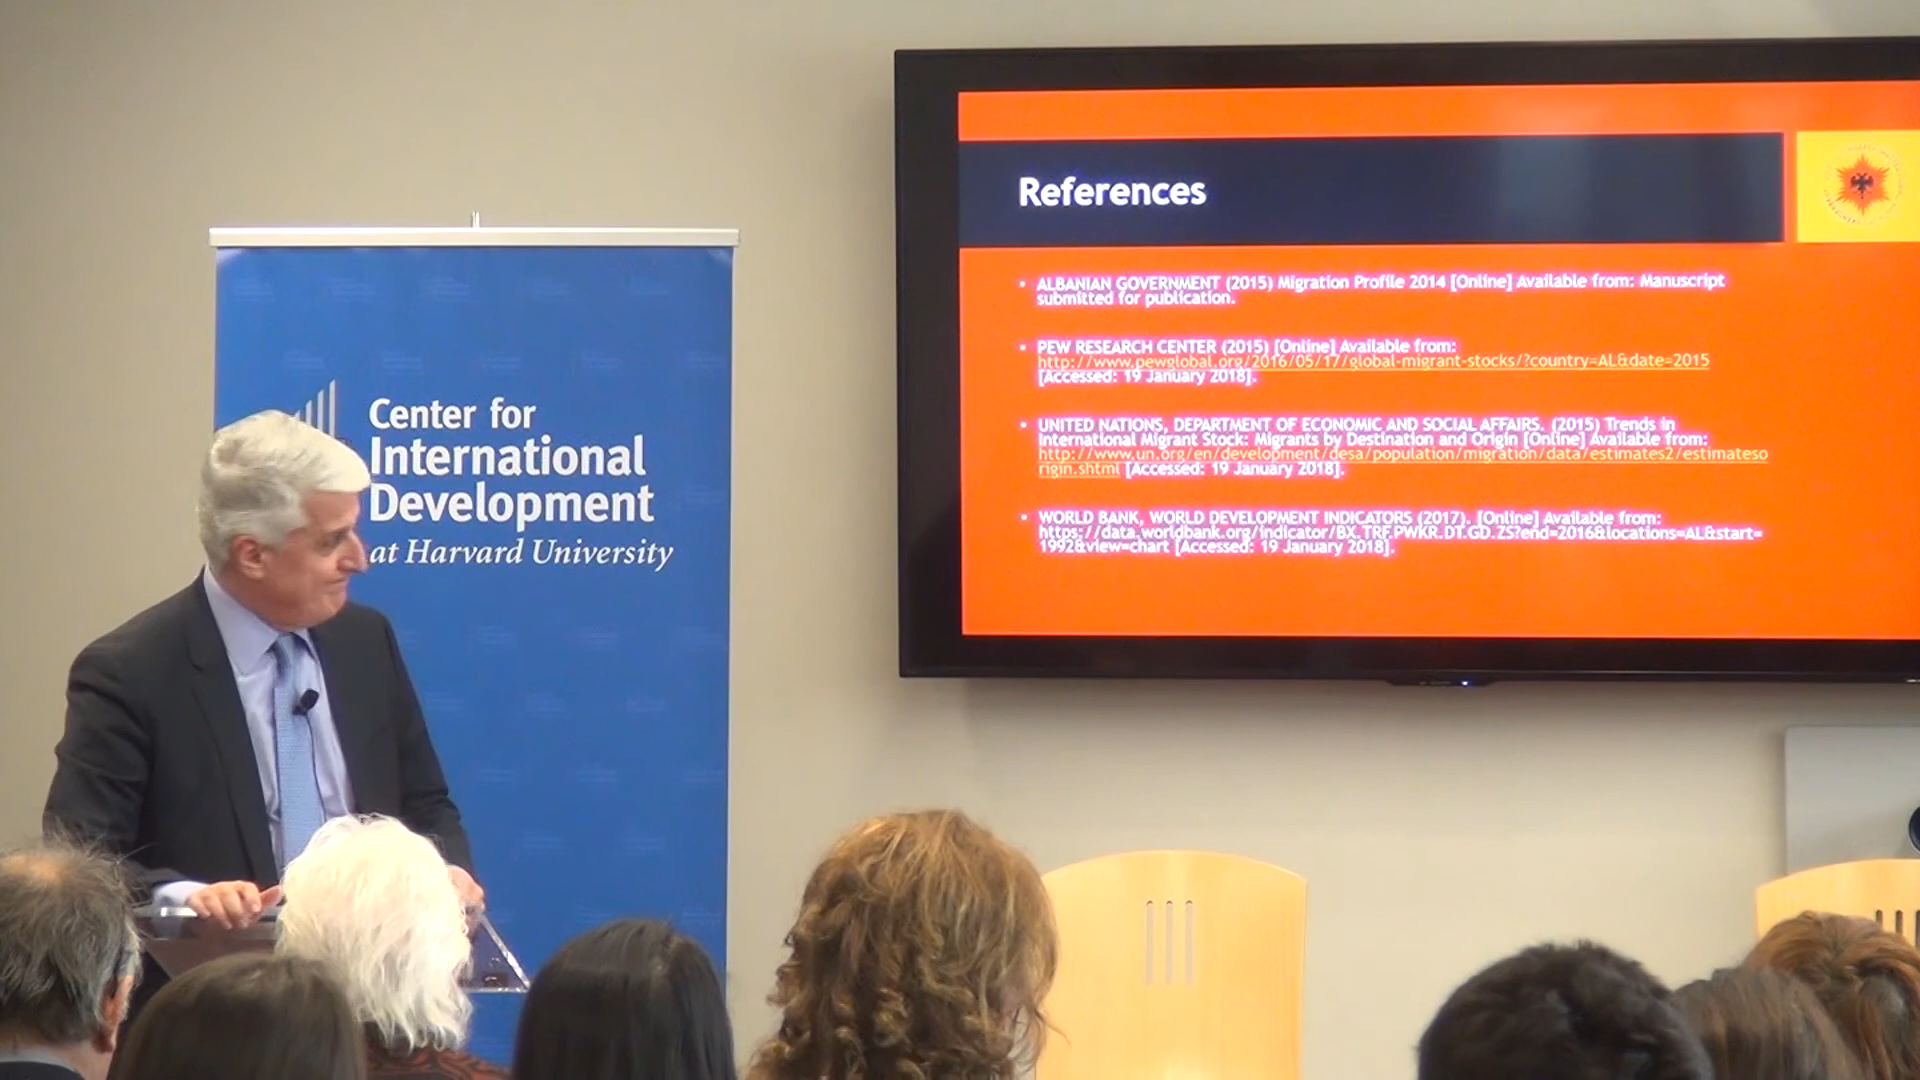 Center for
International
Development
at Harvard University
References
• ALBANIAN GOVERNMENT (2015) Migration Profile 2014 [Online] Available from: Manuscript
submitted for publication.
• PEW RESEARCH CENTER (2015) [Online] Available from:
http://www.pewglobal.org/2016/05/17/global-migrant-stocks/?country=AL&date=2015
[Accessed: 19 January 2018].
• UNITED NATIONS, DEPARTMENT OF ECONOMIC AND SOCIAL AFFAIRS. (2015) Trends in
International Migrant Stock: Migrants by Destination and Origin [Online] Available from:
http://www.un.org/en/development/desa/population/migration/data/estimates2/estimateso
rigin.shtml [Accessed: 19 January 2018].
• WORLD BANK, WORLD DEVELOPMENT INDICATORS (2017). [Online] Available from:
https://data.worldbank.org/indicator/BX.TRF.PWKR.DT.GD.ZS?end=2016&locations=AL&start=
1992&view=chart [Accessed: 19 January 2018].